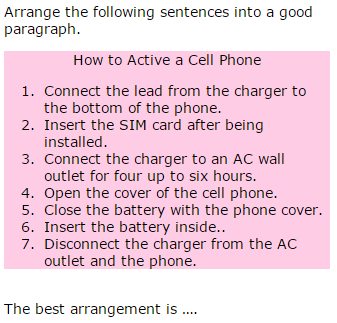 Arrange the following sentences into a good
paragraph.
How to Active a Cell Phone
1. Connect the lead from the charger to
the bottom of the phone.
2. Insert the SIM card after being
installed.
3. Connect the charger to an AC wall
outlet for four up to six hours.
4. Open the cover of the cell phone.
5. Close the battery with the phone cover.
6. Insert the battery inside..
7. Disconnect the charger from the AC
outlet and the phone.
The best arrangement is ....